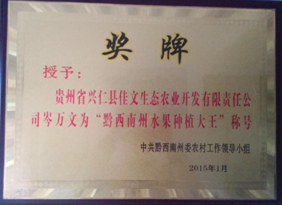 奖牌
授予：
贵州省兴仁县佳文生态农业开发有限责任公
司岑万文为“黔西南州水果种植大王”称号
中共黔西南州委农村工作领导小组
2015年1月